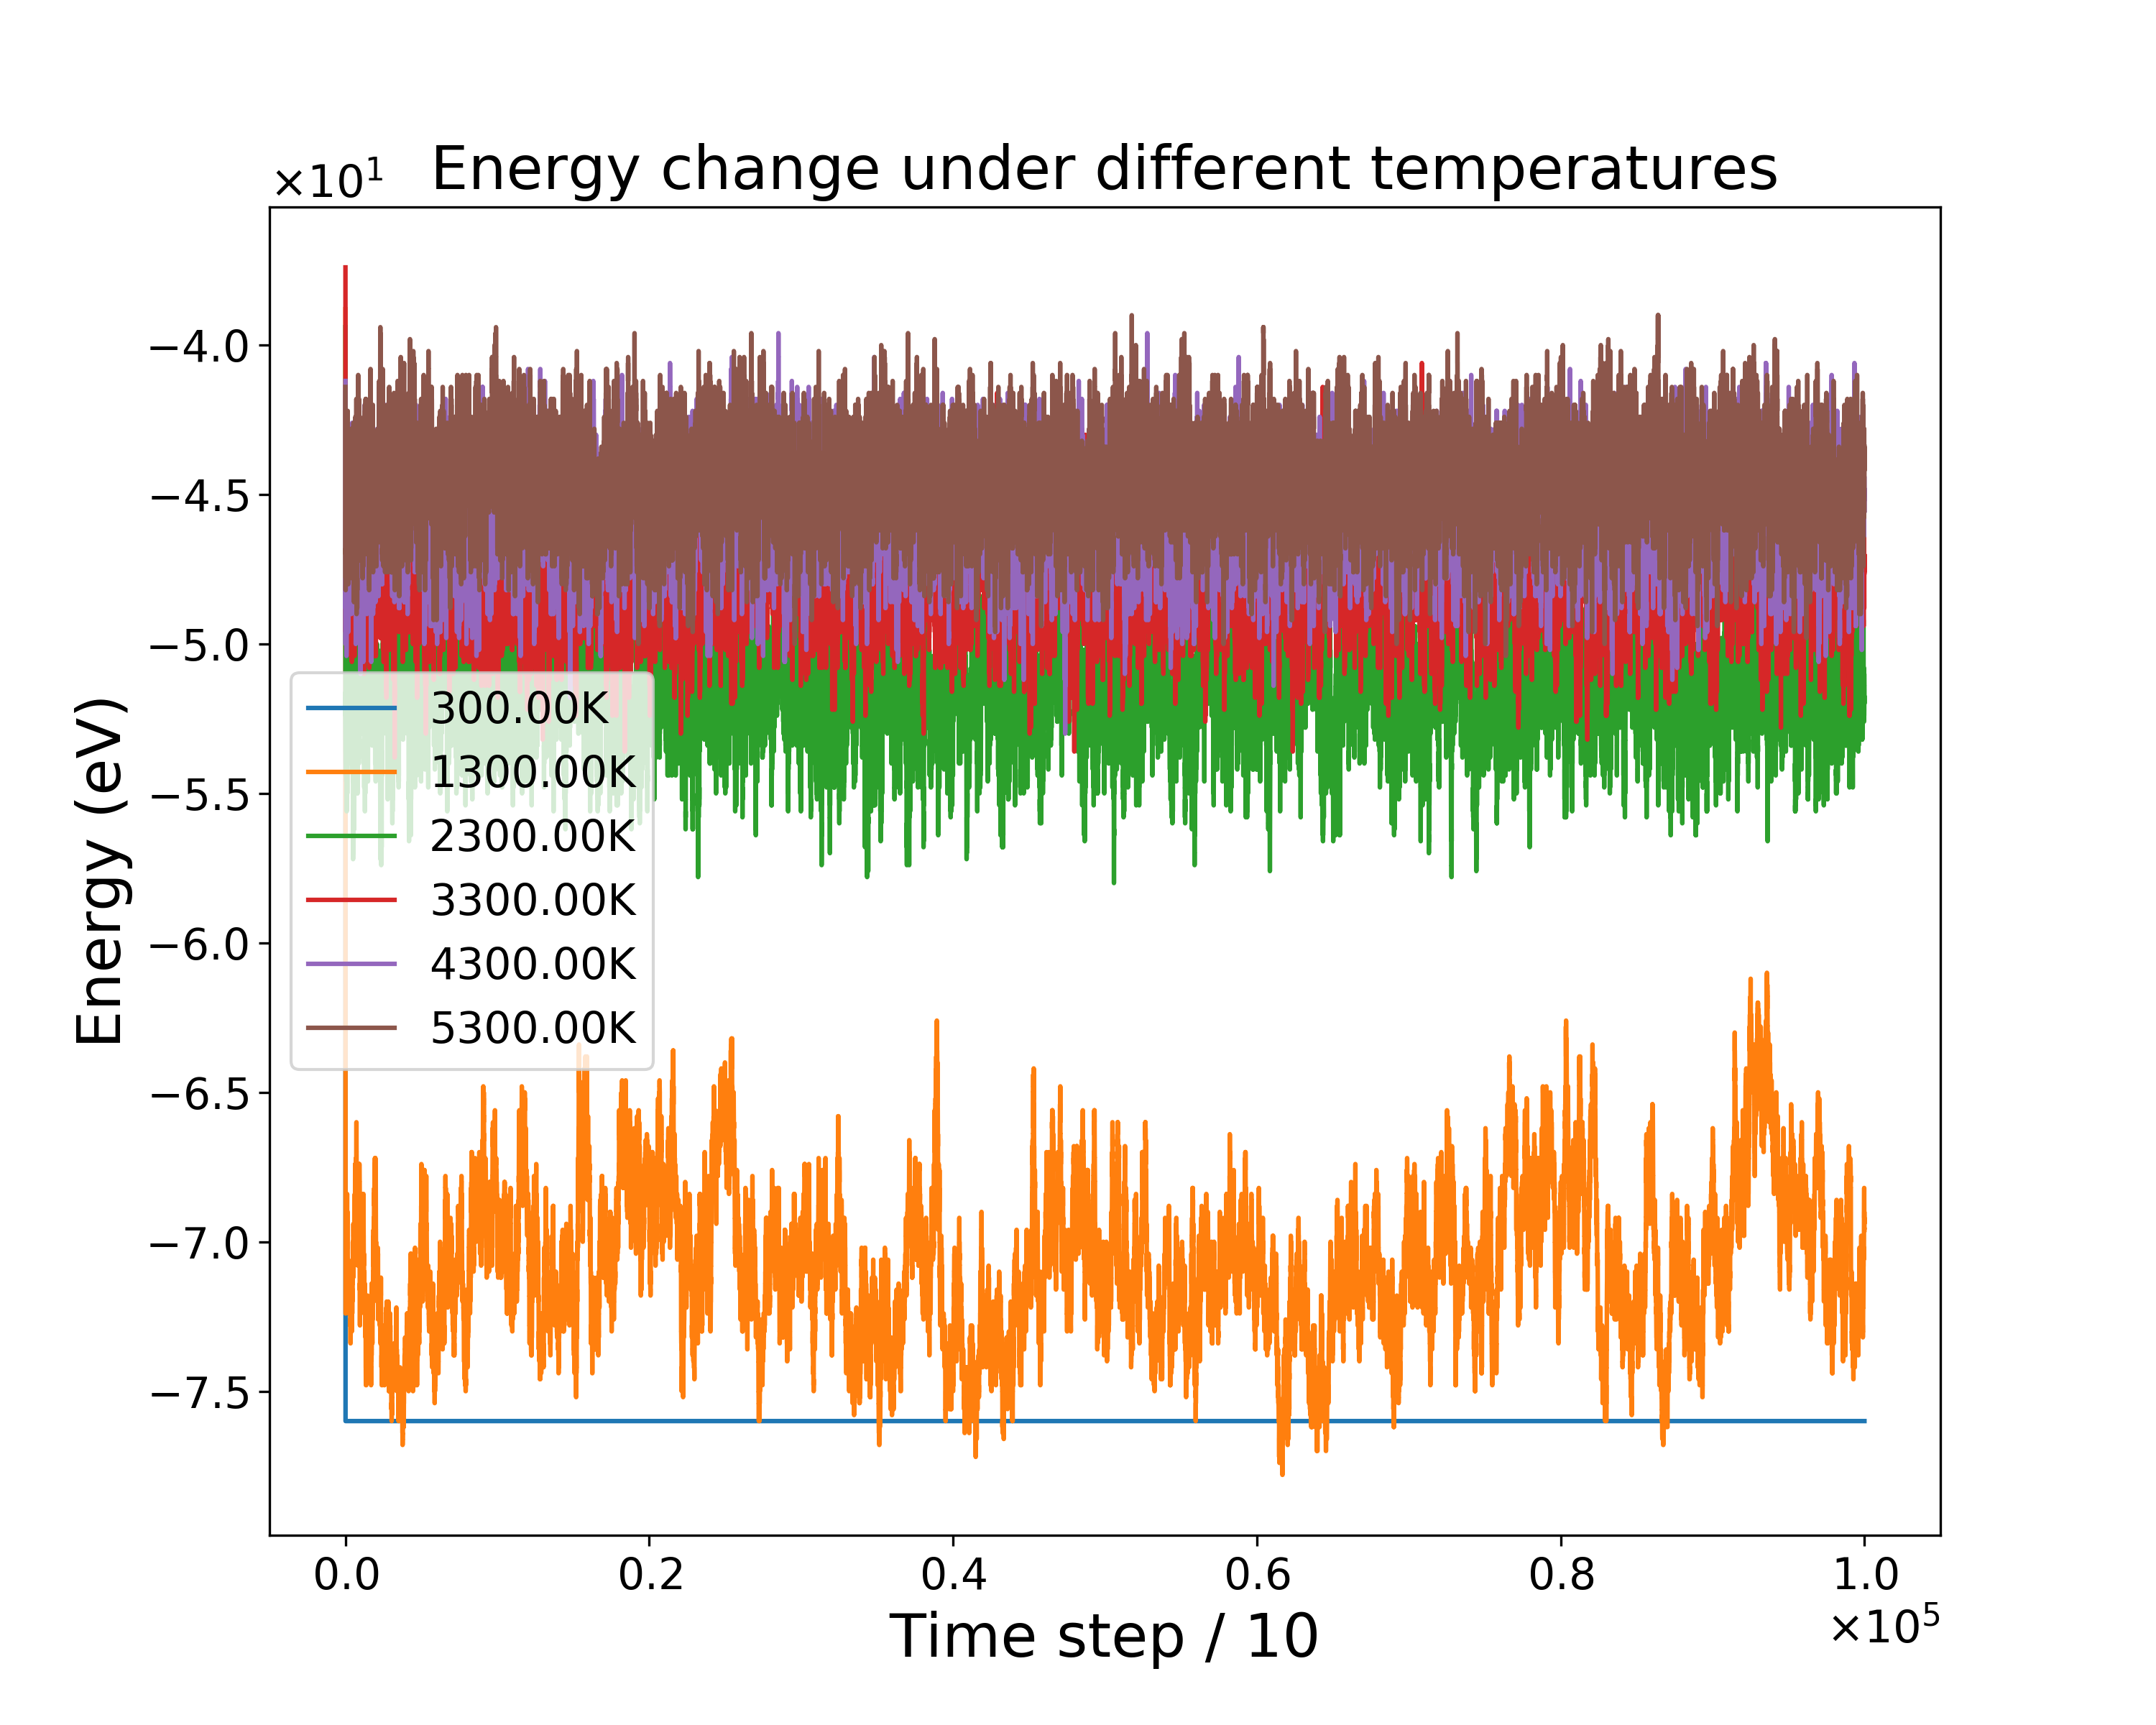 ×10¹
Energy change under different temperatures
Energy (eV)
−4.0
−4.5
−5.0
−5.5
−6.0
−6.5
−7.0
−7.5
300.00K
1300.00K
2300.00K
3300.00K
4300.00K
5300.00K
0.0 0.2 0.4 0.6 0.8 1.0
Time step / 10
×10⁵